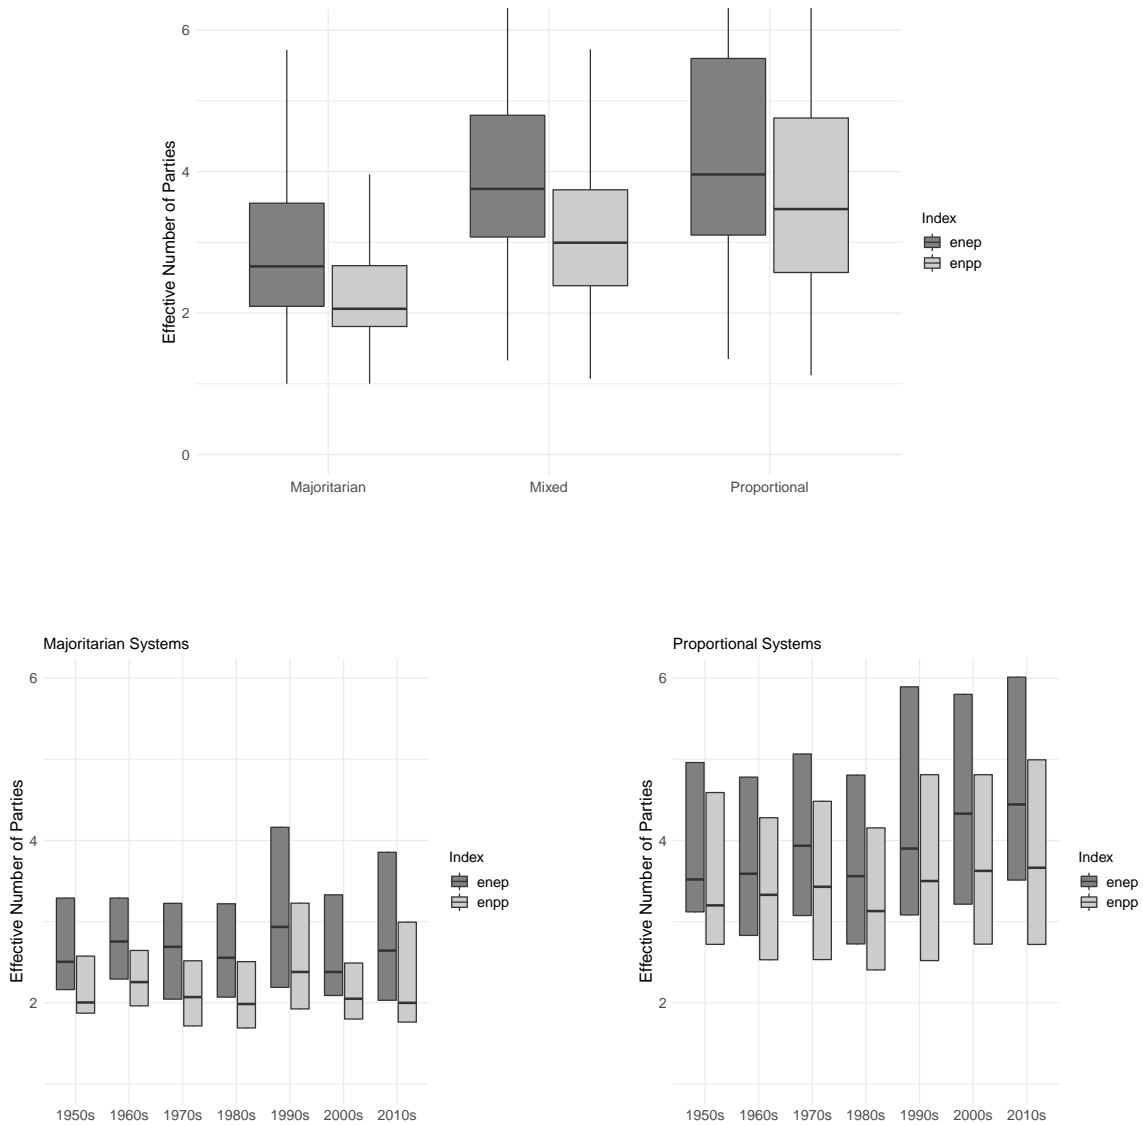 6
4
2
0
Effective Number of Parties
Majoritarian Mixed Proportional
Index
enep
enpp
Majoritarian Systems
6
4
2
Effective Number of Parties
1950s 1960s 1970s 1980s 1990s 2000s 2010s
Index
enep
enpp
Proportional Systems
6
4
2
Effective Number of Parties
1950s 1960s 1970s 1980s 1990s 2000s 2010s
Index
enep
enpp